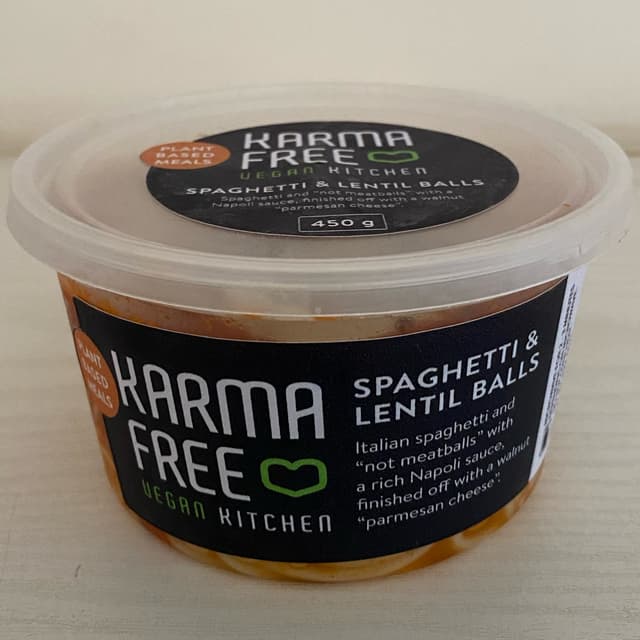 PLANT
BASED
MEALS
KARMA
FREE
VEGAN KITCHEN
SPAGHETTI & LENTIL BALLS
Spaghetti and "not meatballs" with a
Napoli sauce, finished off with a walnut
"parmesan cheese".
450 g
PLANT
BASED
MEALS
KARMA
FREE
VEGAN KITCHEN
SPAGHETTI &
LENTIL BALLS
Italian spaghetti and
"not meatballs" with
a rich Napoli sauce,
finished off with a walnut
"parmesan cheese".